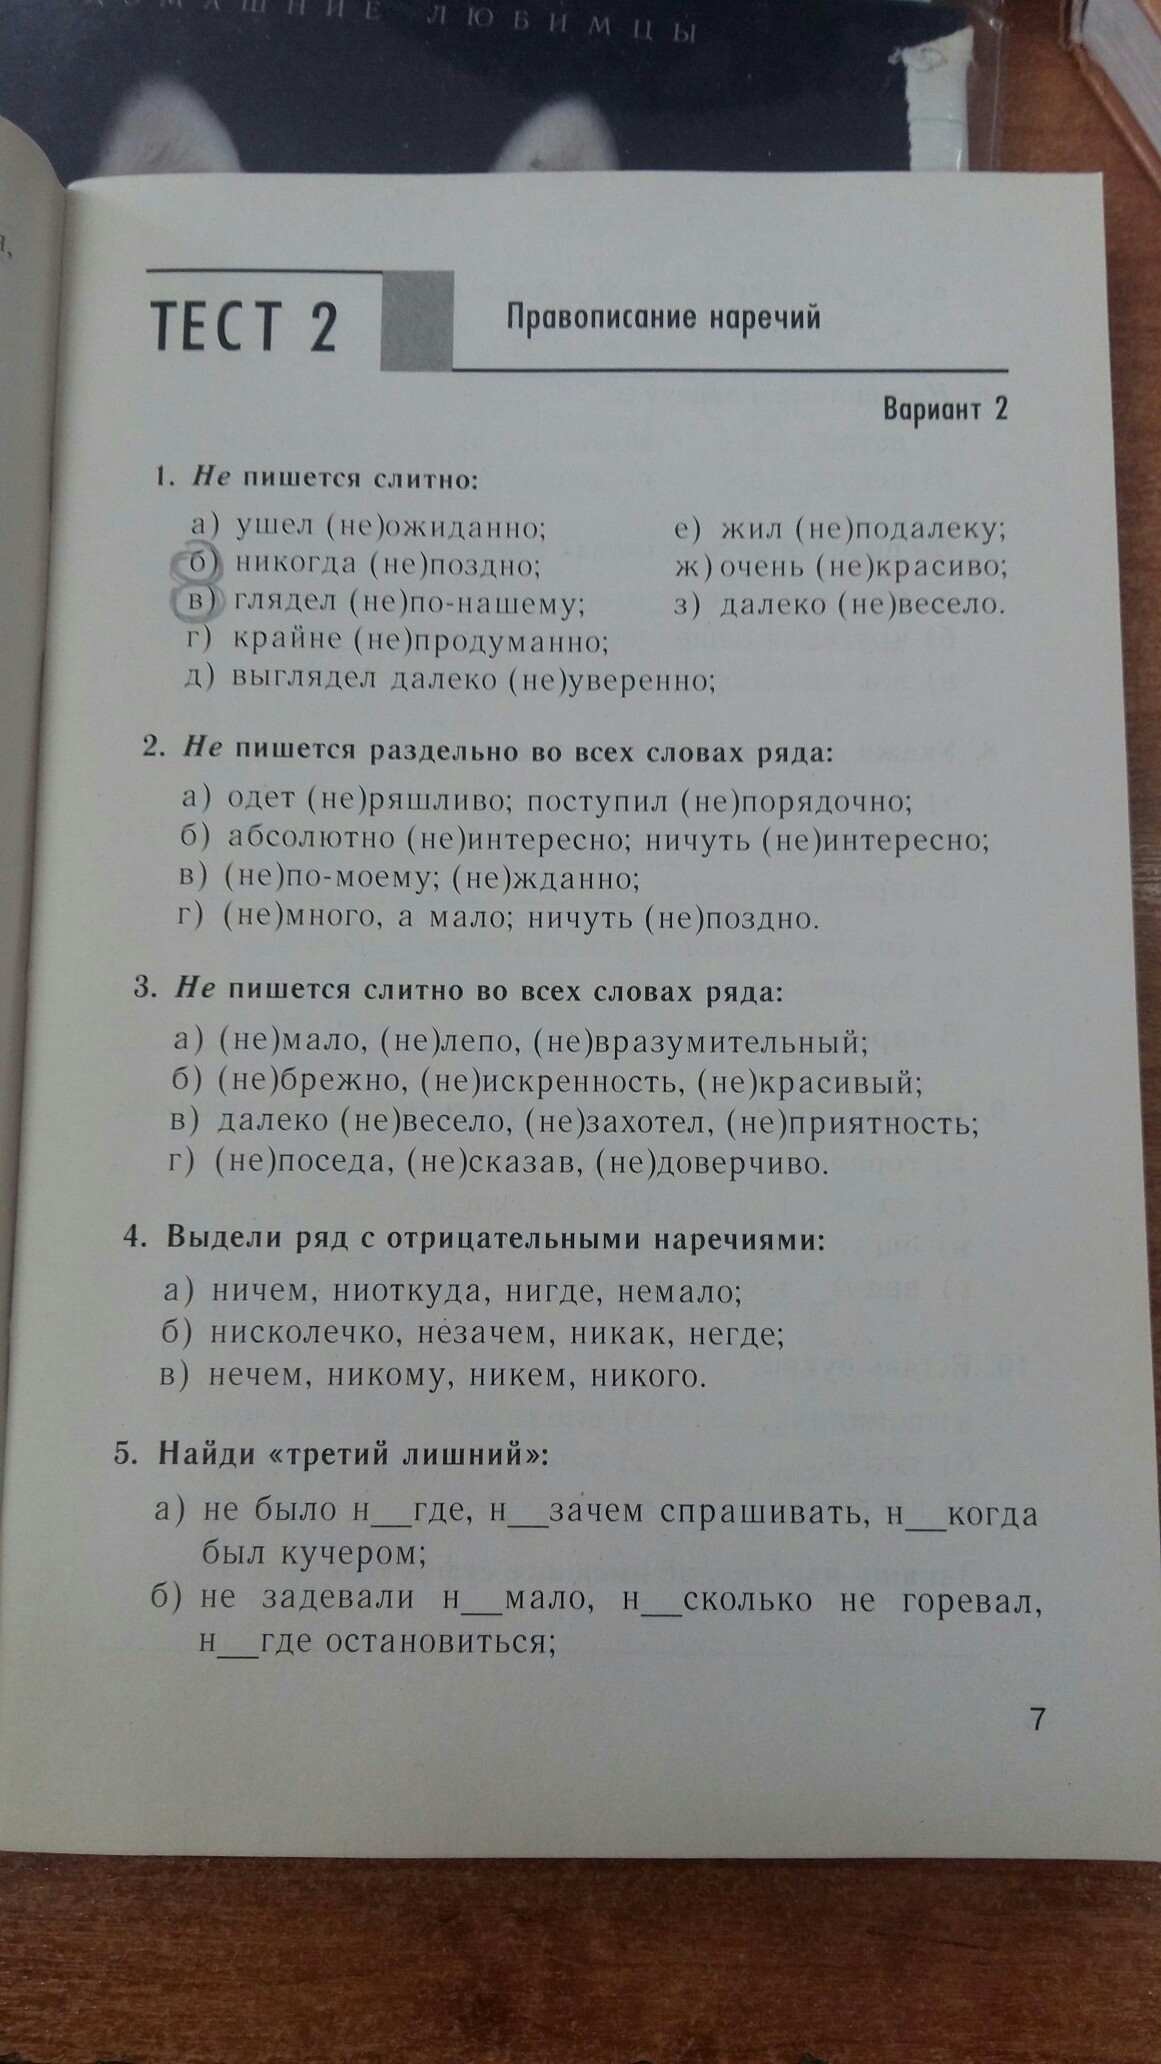 ДОМАШНИЕ ЛЮБИМЦЫ
ТЕСТ 2
Правописание наречий
Вариант 2
1. Не пишется слитно:
а) ушел (не)ожиданно;
б) никогда (не)поздно;
в) глядел (не)по-нашему;
г) крайне (не)продуманно;
д) выглядел далеко (не)уверенно;
е) жил (не)подалеку;
ж) очень (не)красиво;
з) далеко (не)весело.
2. Не пишется раздельно во всех словах ряда:
а) одет (не)ряшливо; поступил (не)порядочно;
б) абсолютно (не)интересно; ничуть (не)интересно;
в) (не)по-моему; (не)жданно;
г) (не)много, а мало; ничуть (не)поздно.
3. Не пишется слитно во всех словах ряда:
а) (не)мало, (не)лепо, (не)вразумительный;
б) (не)брежно, (не)искренность, (не)красивый;
в) далеко (не)весело, (не)захотел, (не)приятность;
г) (не)поседа, (не)сказав, (не)доверчиво.
4. Выдели ряд с отрицательными наречиями:
а) ничем, ниоткуда, нигде, немало;
б) нисколечко, незачем, никак, негде;
в) нечем, никому, никем, никого.
5. Найди «третий лишний»:
а) не было н__где, н__зачем спрашивать, н__когда
был кучером;
б) не задевали н__мало, н__сколько не горевал,
н__где остановиться;
7